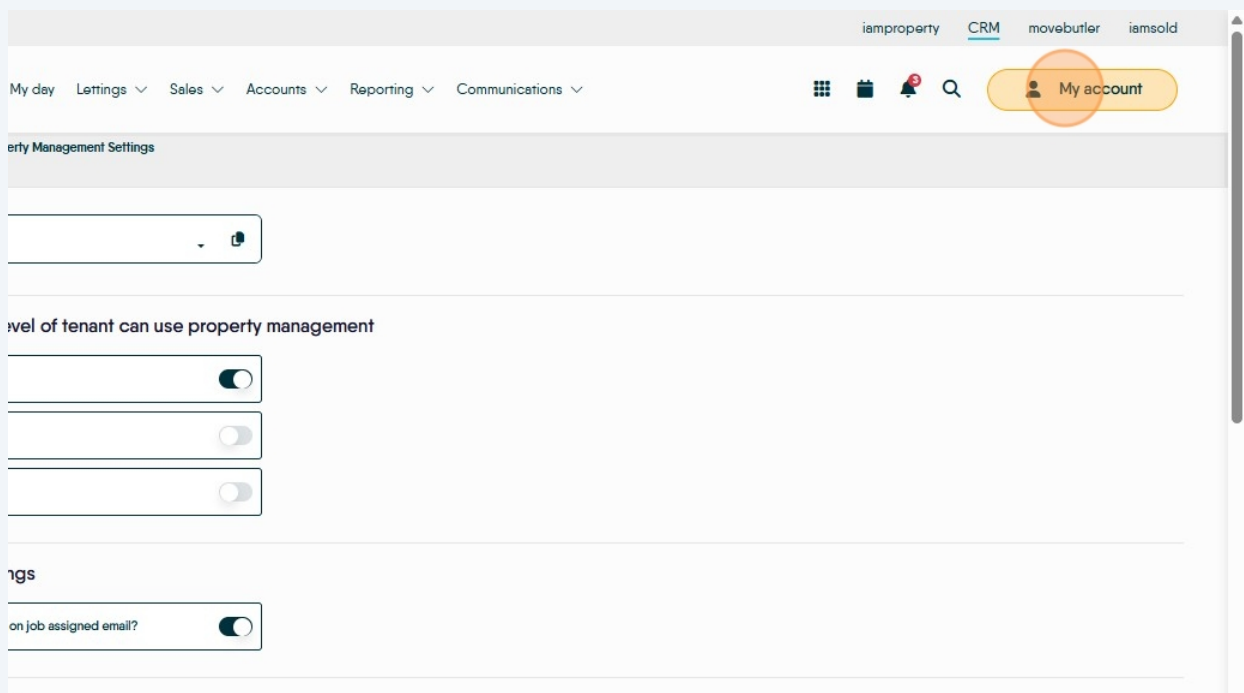 iamproperty CRM movebutler iamsold
My day Lettings Sales Accounts Reporting Communications 3 My account
erty Management Settings
evel of tenant can use property management
ngs
on job assigned email?